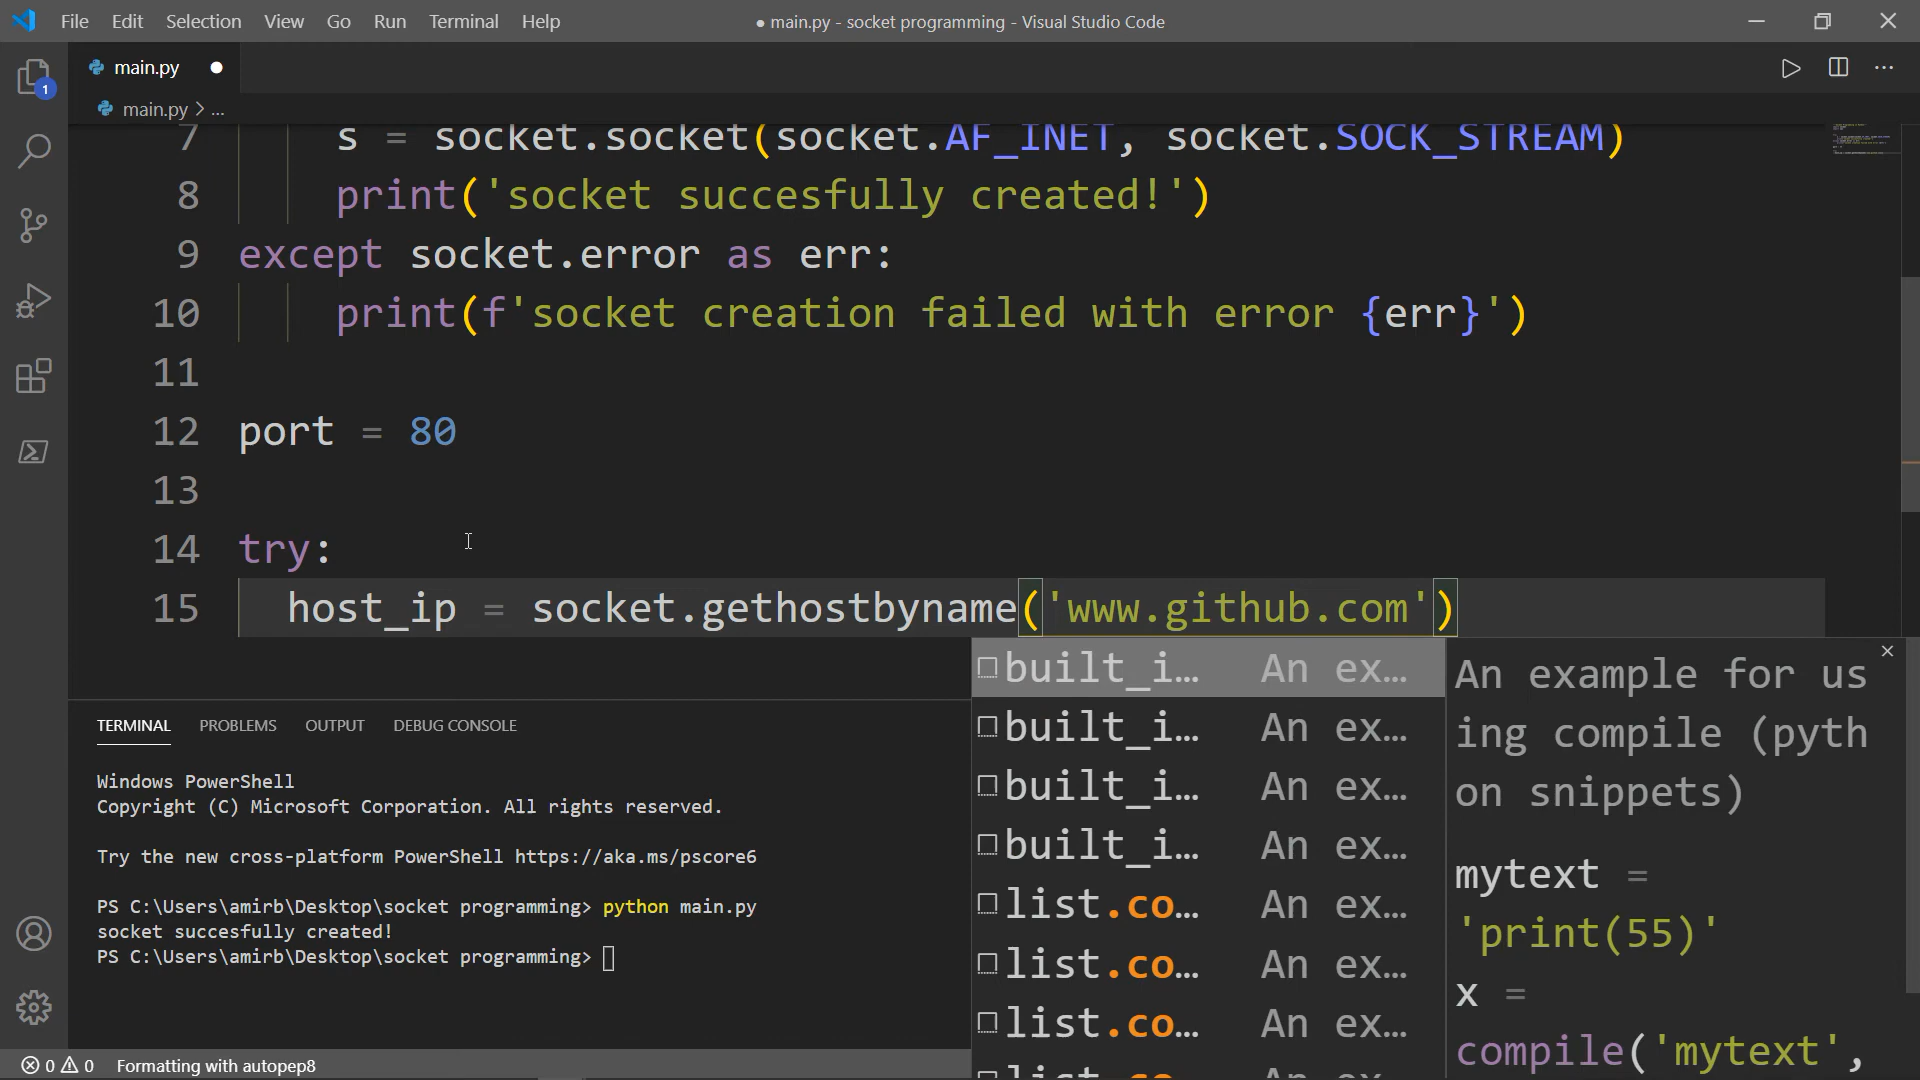 File Edit Selection View Go Run Terminal Help
● main.py - socket programming - Visual Studio Code
main.py
1
main.py > ...
7 s = socket.socket(socket.AF_INET, socket.SOCK_STREAM)
8 print('socket succesfully created!')
9 except socket.error as err:
10 print(f'socket creation failed with error {err}')
11
12 port = 80
13
14 try:
15 host_ip = socket.gethostbyname('www.github.com')
built_i... An ex...
built_i... An ex...
built_i... An ex...
built_i... An ex...
list.co... An ex...
list.co... An ex...
list.co... An ex...
list.co... An ex...
An example for us
ing compile (pyth
on snippets)
mytext =
'print(55)'
x =
compile('mytext',
TERMINAL PROBLEMS OUTPUT DEBUG CONSOLE
Windows PowerShell
Copyright (C) Microsoft Corporation. All rights reserved.
Try the new cross-platform PowerShell https://aka.ms/pscore6
PS C:\Users\amirb\Desktop\socket programming> python main.py
socket succesfully created!
PS C:\Users\amirb\Desktop\socket programming>
0 0 Formatting with autopep8